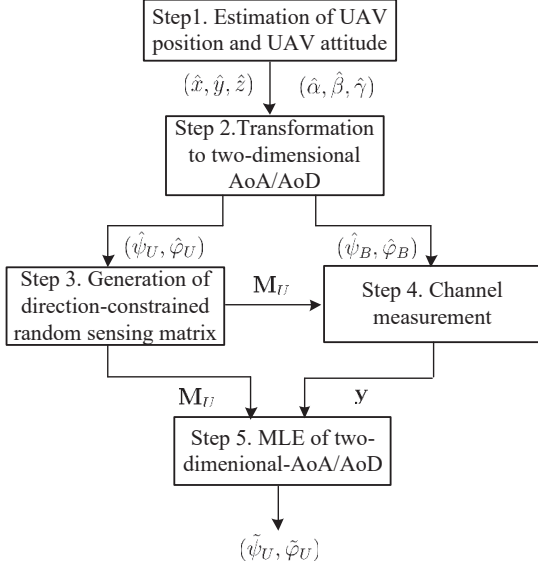 Step1. Estimation of UAV
position and UAV attitude
(x̂, ŷ, ẑ) (α̂, β̂, γ̂)
Step 2.Transformation
to two-dimensional
AoA/AoD
(ψ̂_U, φ̂_U) (ψ̂_B, φ̂_B)
Step 3. Generation of
direction-constrained
random sensing matrix
M_U
Step 4. Channel
measurement
M_U y
Step 5. MLE of two-
dimenional-AoA/AoD
(ψ̃_U, φ̃_U)